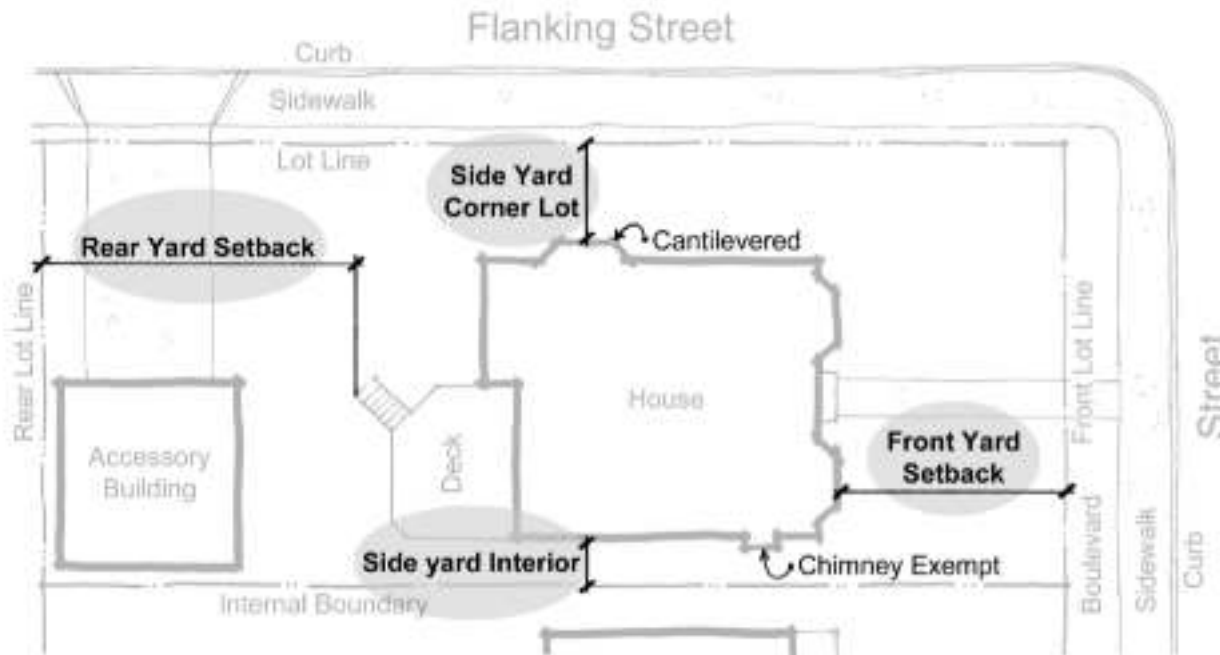 Flanking Street
Curb
Sidewalk
Lot Line
Side Yard
Corner Lot
Cantilevered
Rear Yard Setback
Rear Lot Line
Front Lot Line
Street
House
Accessory
Building
Deck
Front Yard
Setback
Side yard Interior
Chimney Exempt
Internal Boundary
Boulevard
Sidewalk
Curb